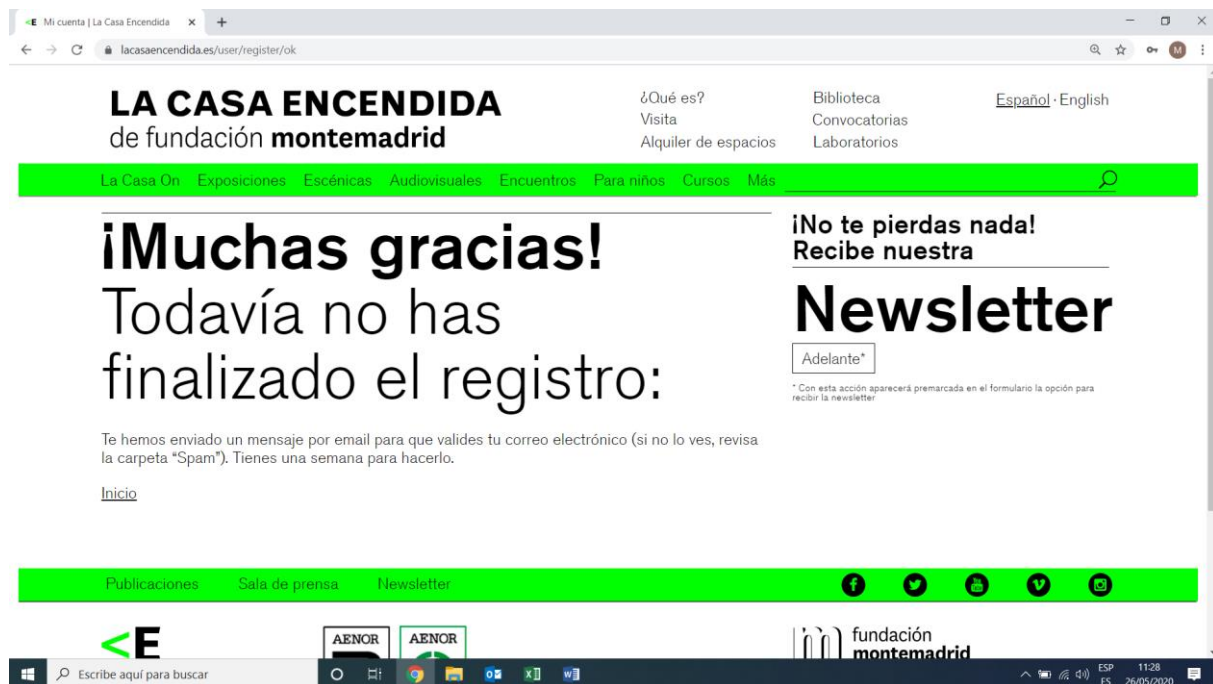 <E Mi cuenta | La Casa Encendida
lacasaencendida.es/user/register/ok
M
LA CASA ENCENDIDA
de fundación montemadrid
¿Qué es?
Visita
Alquiler de espacios
Biblioteca
Convocatorias
Laboratorios
Español · English
La Casa On Exposiciones Escénicas Audiovisuales Encuentros Para niños Cursos Más
¡Muchas gracias!
Todavía no has
finalizado el registro:
Te hemos enviado un mensaje por email para que valides tu correo electrónico (si no lo ves, revisa
la carpeta “Spam”). Tienes una semana para hacerlo.
Inicio
¡No te pierdas nada!
Recibe nuestra
Newsletter
Adelante*
* Con esta acción aparecerá premarcada en el formulario la opción para
recibir la newsletter
Publicaciones Sala de prensa Newsletter
<E
AENOR
AENOR
fundación
montemadrid
Escribe aquí para buscar
ESP
ES
11:28
26/05/2020